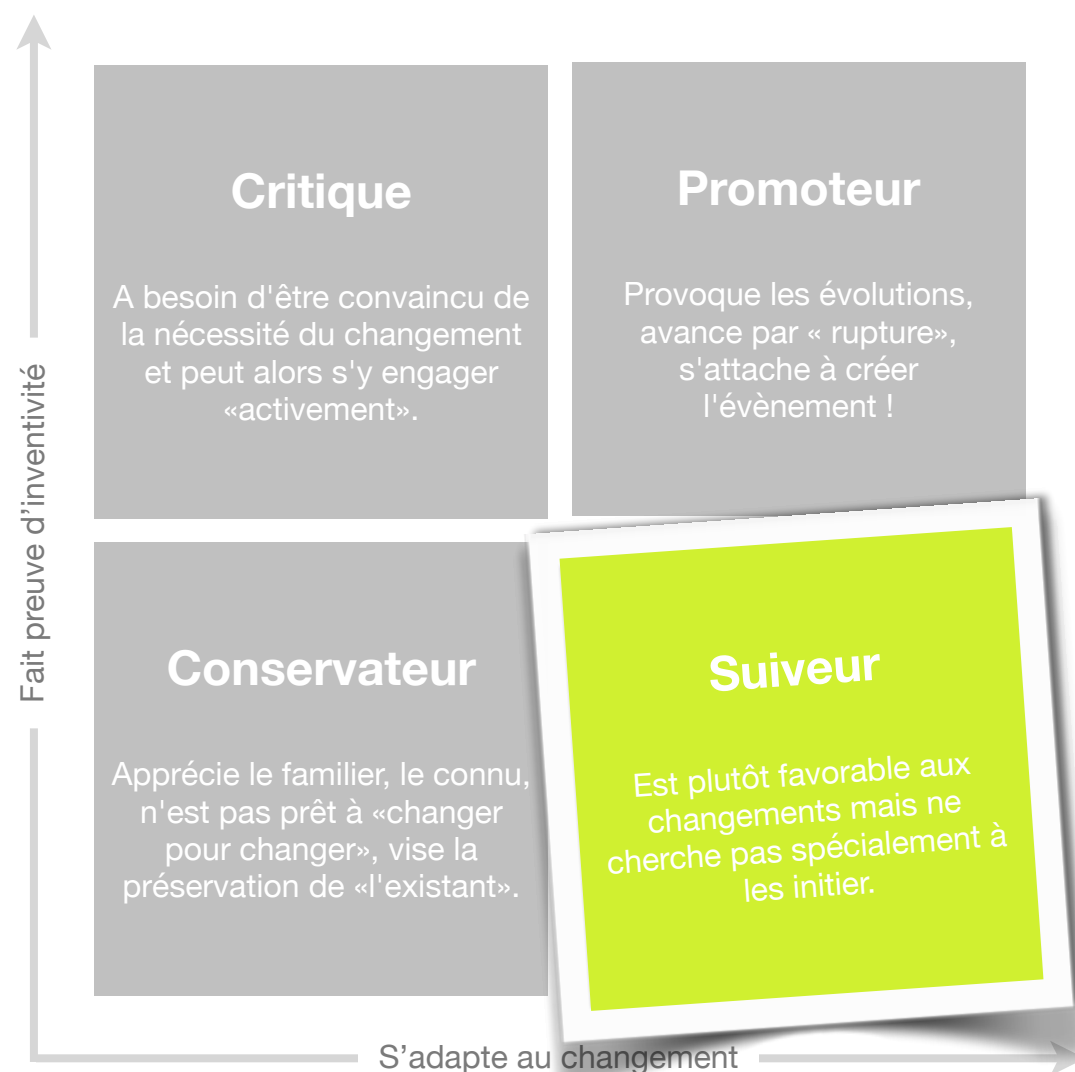 Critique
A besoin d'être convaincu de
la nécessité du changement
et peut alors s'y engager
«activement».
Promoteur
Provoque les évolutions,
avance par « rupture»,
s'attache à créer
l'évènement !
Fait preuve d’inventivité
Conservateur
Apprécie le familier, le connu,
n'est pas prêt à «changer
pour changer», vise la
préservation de «l'existant».
Suiveur
Est plutôt favorable aux
changements mais ne
cherche pas spécialement à
les initier.
S’adapte au changement